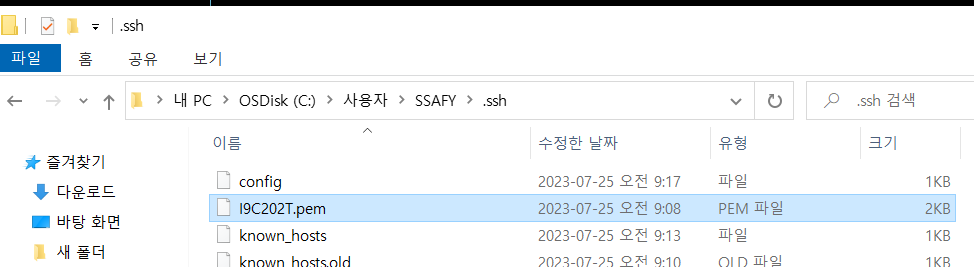 .ssh
파일 홈 공유 보기
내 PC OSDisk (C:) 사용자 SSAFY .ssh .ssh 검색
이름 수정한 날짜 유형 크기
즐겨찾기
다운로드
바탕 화면
새 폴더
config 2023-07-25 오전 9:17 파일 1KB
I9C202T.pem 2023-07-25 오전 9:08 PEM 파일 2KB
known_hosts 2023-07-25 오전 9:13 파일 1KB
known_hosts.old 2023-07-25 오전 9:10 OLD 파일 1KB